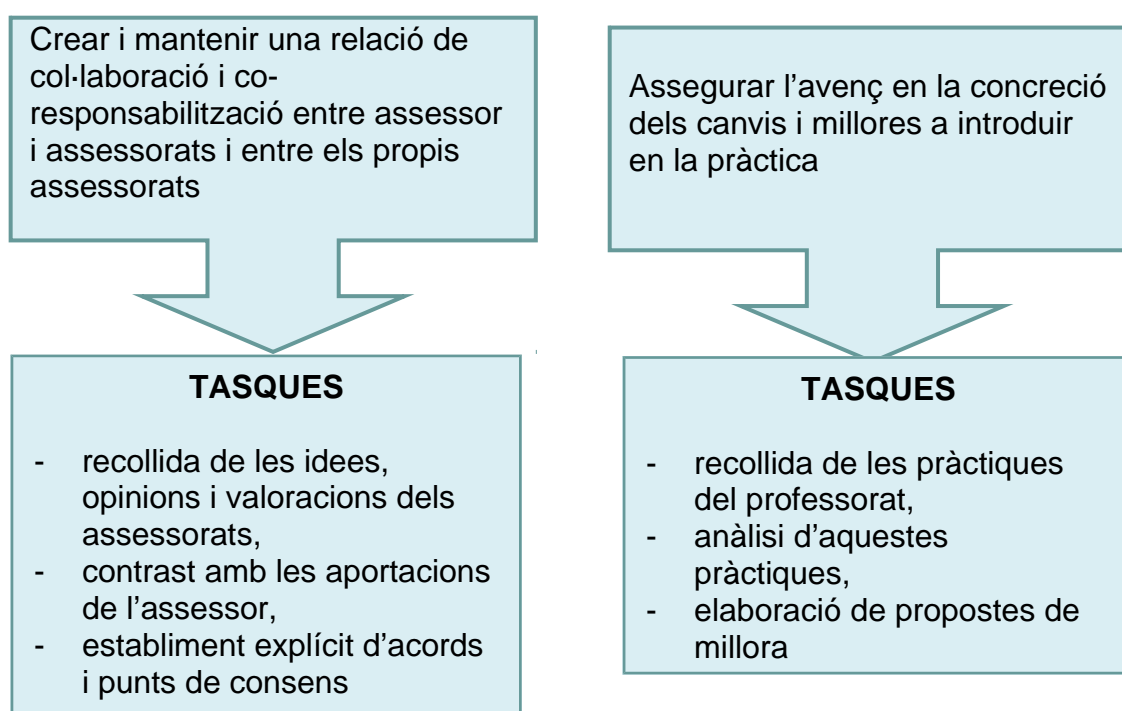 Crear i mantenir una relació de
col·laboració i co-
responsabilització entre assessor
i assessorats i entre els propis
assessorats
Assegurar l’avenç en la concreció
dels canvis i millores a introduir
en la pràctica
TASQUES
- recollida de les idees,
opinions i valoracions dels
assessorats,
- contrast amb les aportacions
de l’assessor,
- establiment explícit d’acords
i punts de consens
TASQUES
- recollida de les pràctiques
del professorat,
- anàlisi d’aquestes
pràctiques,
- elaboració de propostes de
millora